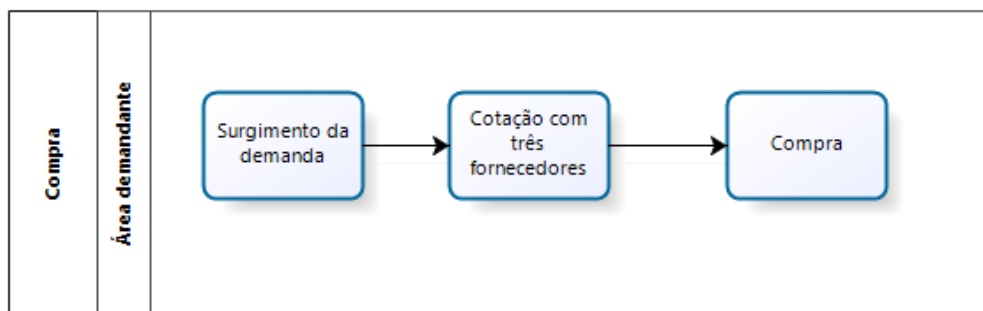 Compra
Área demandante
Surgimento da
demanda
Cotação com
três
fornecedores
Compra